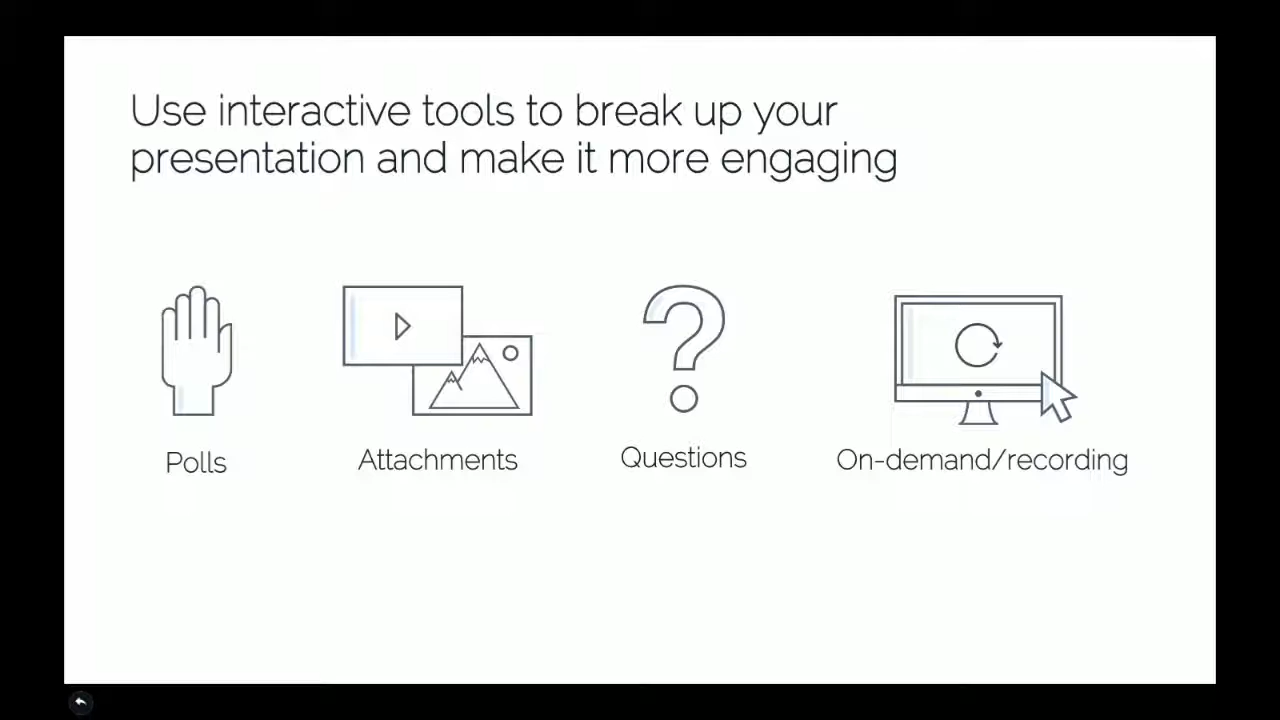 Use interactive tools to break up your
presentation and make it more engaging
Polls
Attachments
Questions
On-demand/recording